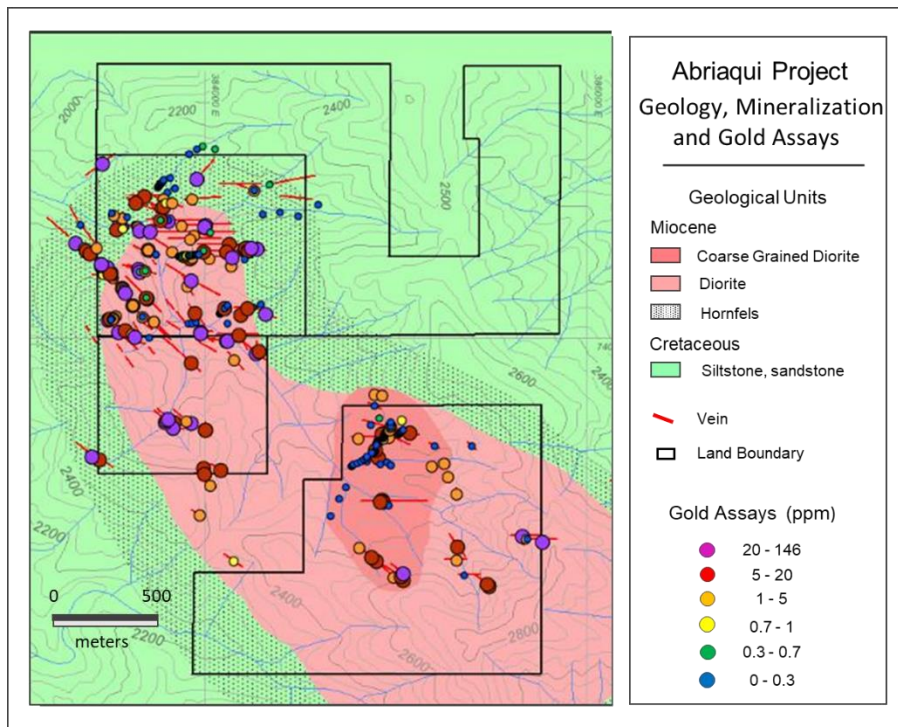 Abriaqui Project
Geology, Mineralization
and Gold Assays
Geological Units
Miocene
Coarse Grained Diorite
Diorite
Hornfels
Cretaceous
Siltstone, sandstone
Vein
Land Boundary
Gold Assays (ppm)
20 - 146
5 - 20
1 - 5
0.7 - 1
0.3 - 0.7
0 - 0.3
384000 E
2000
2200
2400
2500
2600
2400
2400
2200
2400
2200
2600
2800
0 500
meters